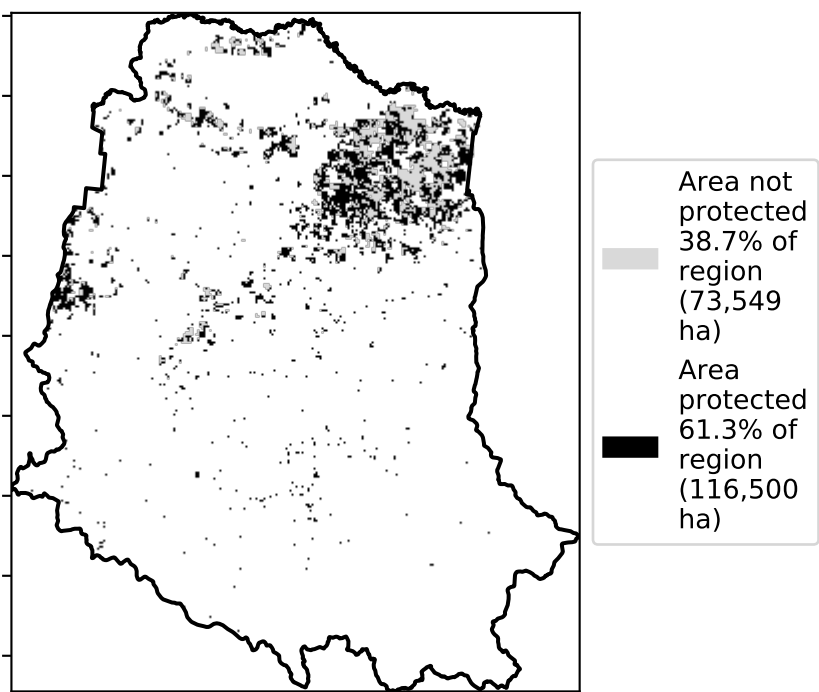 Area not
protected
38.7% of
region
(73,549
ha)
Area
protected
61.3% of
region
(116,500
ha)